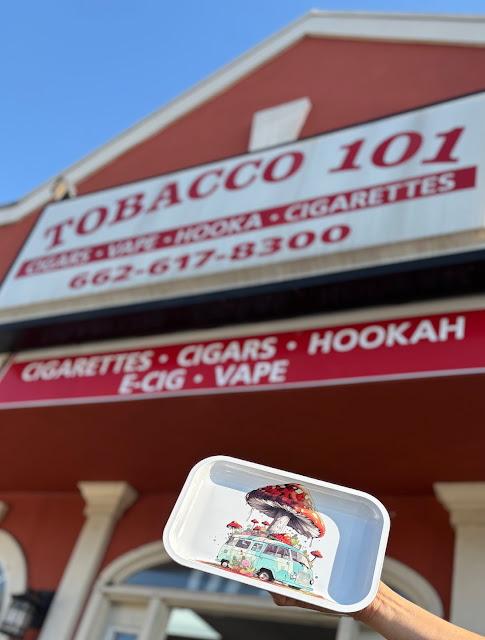 TOBACCO 101
CIGARS • VAPE • HOOKA • CIGARETTES
662-617-8300
CIGARETTES • CIGARS • HOOKAH
E-CIG • VAPE